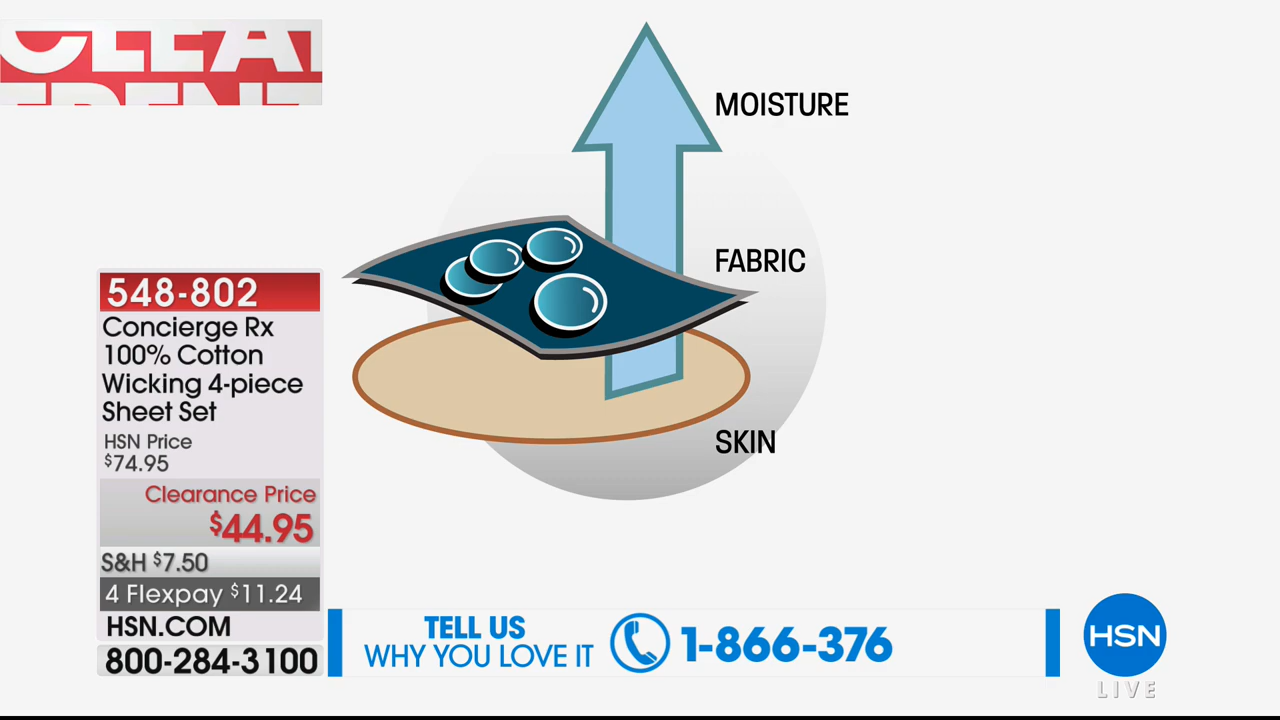 CLEA
MOISTURE
FABRIC
SKIN
548-802
Concierge Rx
100% Cotton
Wicking 4-piece
Sheet Set
HSN Price
$74.95
Clearance Price
$44.95
S&H $7.50
4 Flexpay $11.24
HSN.COM
800-284-3100
TELL US
WHY YOU LOVE IT
1-866-376
HSN
LIVE